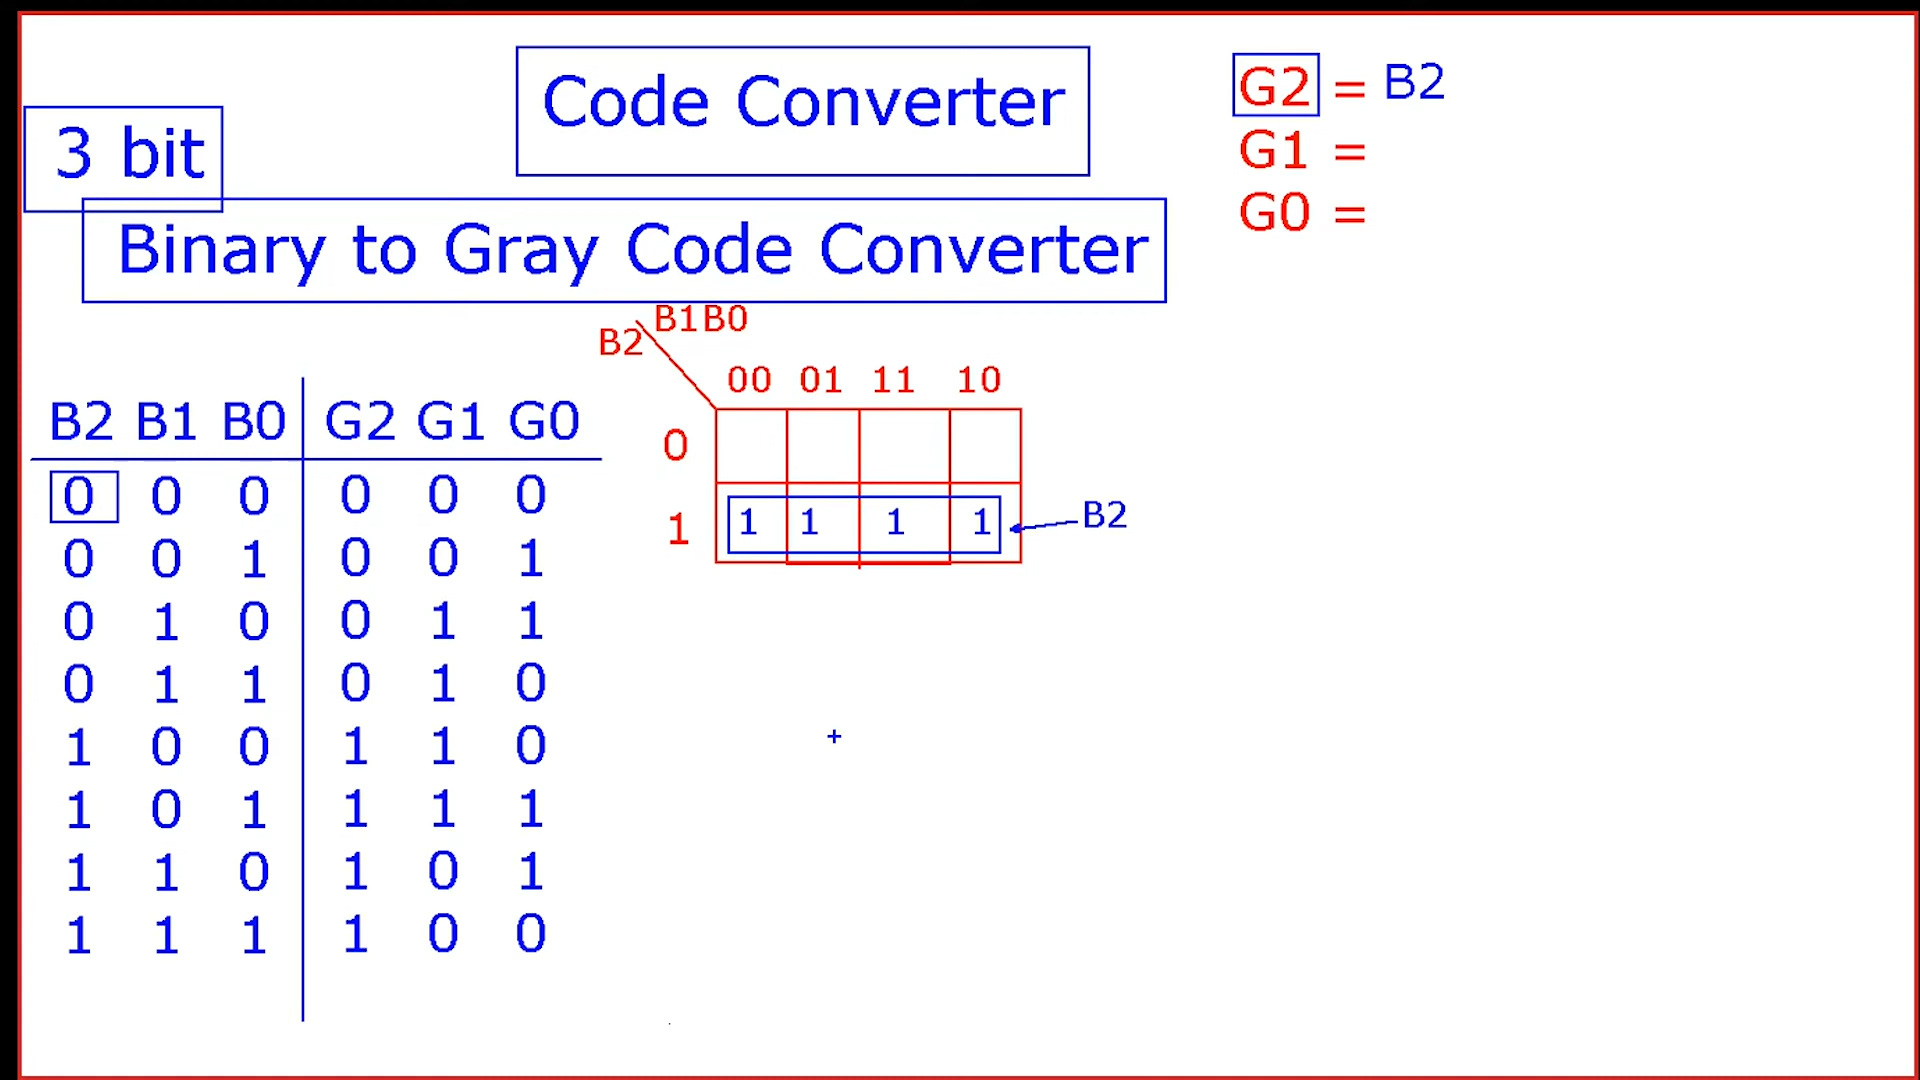 Code Converter
3 bit
Binary to Gray Code Converter
G2 = B2
G1 =
G0 =
B1B0
B2
00 01 11 10
0
1 1 1 1 1 B2
B2 B1 B0 G2 G1 G0
0 0 0 0 0 0
0 0 1 0 0 1
0 1 0 0 1 1
0 1 1 0 1 0
1 0 0 1 1 0
1 0 1 1 1 1
1 1 0 1 0 1
1 1 1 1 0 0